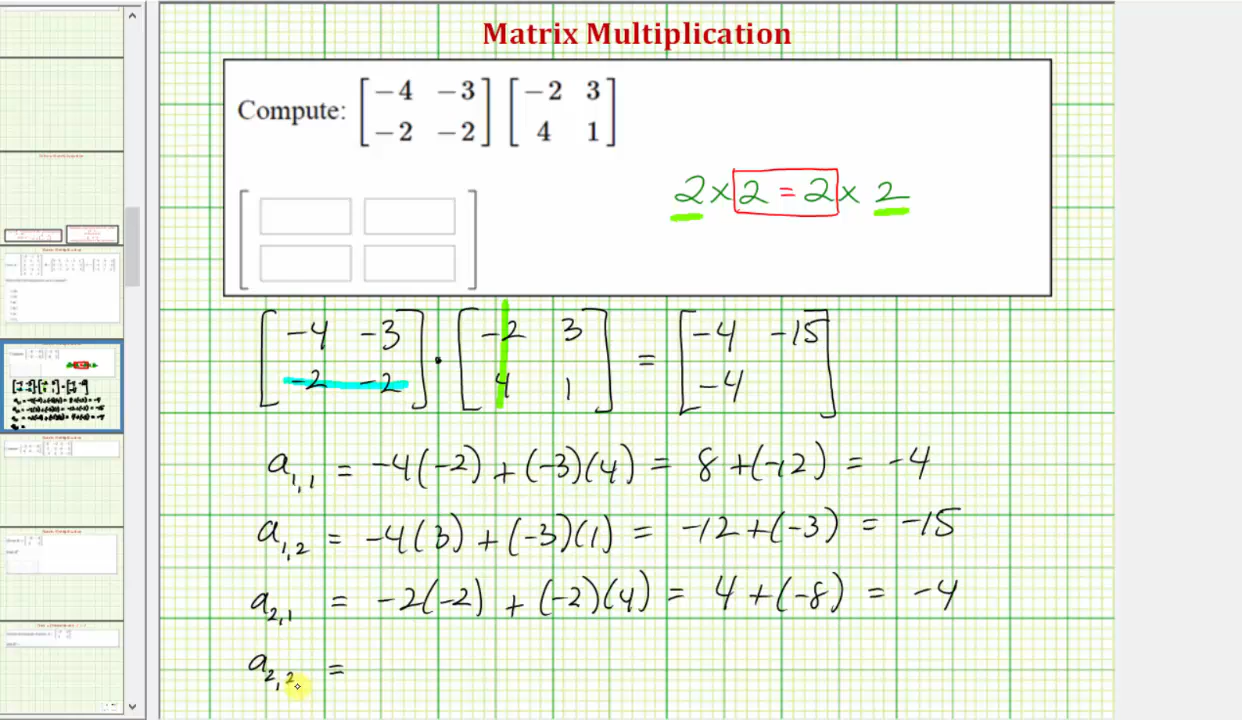 Matrix Multiplication
Compute: [ −4 −3 ] [ −2 3 ]
[ −2 −2 ] [ 4 1 ]
2 × 2 = 2 × 2
[ −4 −3 ] · [ −2 3 ] = [ −4 −15 ]
[ −2 −2 ] [ 4 1 ] [ −4 ]
a1,1 = −4(−2) + (−3)(4) = 8 + (−12) = −4
a1,2 = −4(3) + (−3)(1) = −12 + (−3) = −15
a2,1 = −2(−2) + (−2)(4) = 4 + (−8) = −4
a2,2 =